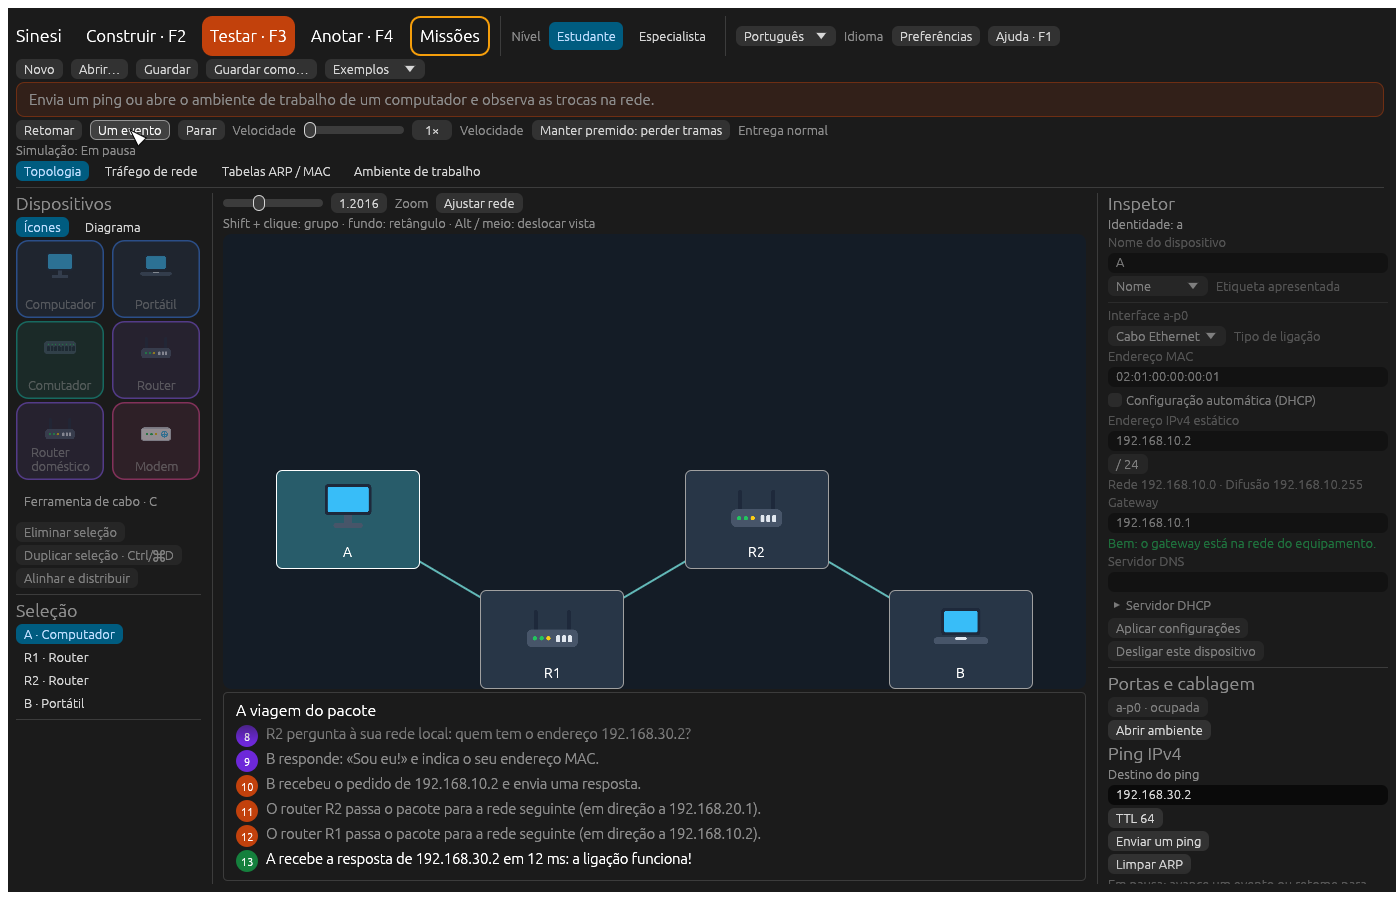 Sinesi Construir · F2 Testar · F3 Anotar · F4 Missões Nível Estudante Especialista Português Idioma Preferências Ajuda · F1
Novo Abrir... Guardar Guardar como... Exemplos
Envia um ping ou abre o ambiente de trabalho de um computador e observa as trocas na rede.
Retomar Um evento Parar Velocidade 1× Velocidade Manter premido: perder tramas Entrega normal
Simulação: Em pausa
Topologia Tráfego de rede Tabelas ARP / MAC Ambiente de trabalho
Dispositivos
Ícones Diagrama
Computador Portátil
Comutador Router
Router doméstico Modem
Ferramenta de cabo · C
Eliminar seleção
Duplicar seleção · Ctrl/⌘D
Alinhar e distribuir
Seleção
A · Computador
R1 · Router
R2 · Router
B · Portátil
1.2016 Zoom Ajustar rede
Shift + clique: grupo · fundo: retângulo · Alt / meio: deslocar vista
A
R2
R1
B
A viagem do pacote
8 R2 pergunta à sua rede local: quem tem o endereço 192.168.30.2?
9 B responde: «Sou eu!» e indica o seu endereço MAC.
10 B recebeu o pedido de 192.168.10.2 e envia uma resposta.
11 O router R2 passa o pacote para a rede seguinte (em direção a 192.168.20.1).
12 O router R1 passa o pacote para a rede seguinte (em direção a 192.168.10.2).
13 A recebe a resposta de 192.168.30.2 em 12 ms: a ligação funciona!
Inspetor
Identidade: a
Nome do dispositivo
A
Nome Etiqueta apresentada
Interface a-p0
Cabo Ethernet Tipo de ligação
Endereço MAC
02:01:00:00:00:01
Configuração automática (DHCP)
Endereço IPv4 estático
192.168.10.2
/ 24
Rede 192.168.10.0 · Difusão 192.168.10.255
Gateway
192.168.10.1
Bem: o gateway está na rede do equipamento.
Servidor DNS
Servidor DHCP
Aplicar configurações
Desligar este dispositivo
Portas e cablagem
a-p0 · ocupada
Abrir ambiente
Ping IPv4
Destino do ping
192.168.30.2
TTL 64
Enviar um ping
Limpar ARP
Em pausa: avance um evento ou retome para